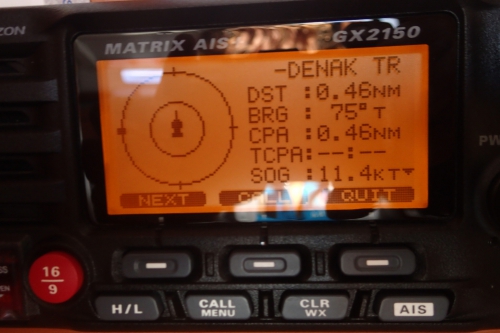 ZON
MATRIX AIS
GX2150
-DENAK TR
DST :0.46NM
BRG : 75°T
CPA :0.46NM
TCPA:--:--
SOG :11.4KT
NEXT CALL QUIT
16
9
H/L
CALL
MENU
CLR
WX
AIS